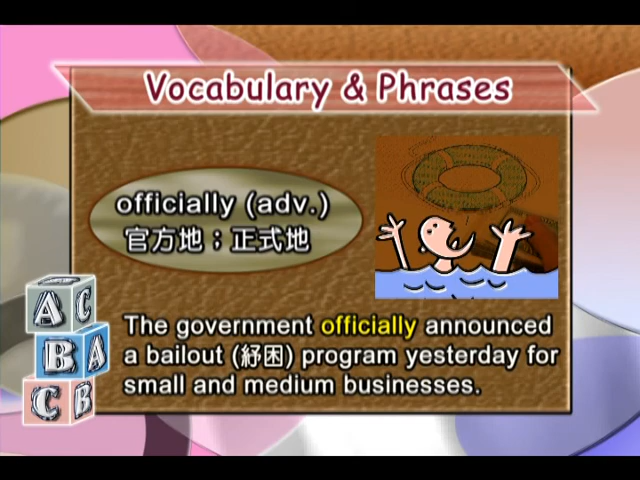 Vocabulary & Phrases
officially (adv.)
官方地；正式地
The government officially announced
a bailout (紓困) program yesterday for
small and medium businesses.
A C
B A
C B